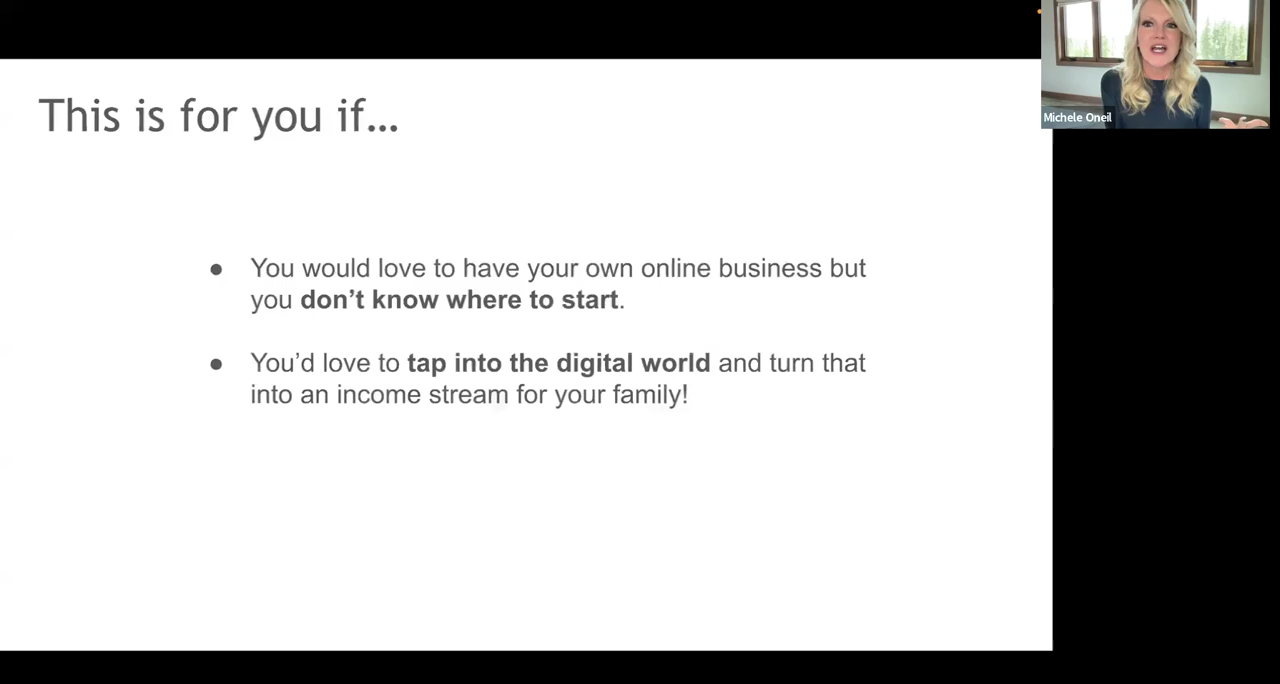 This is for you if...
Michele Oneil
● You would love to have your own online business but
you don’t know where to start.
● You’d love to tap into the digital world and turn that
into an income stream for your family!